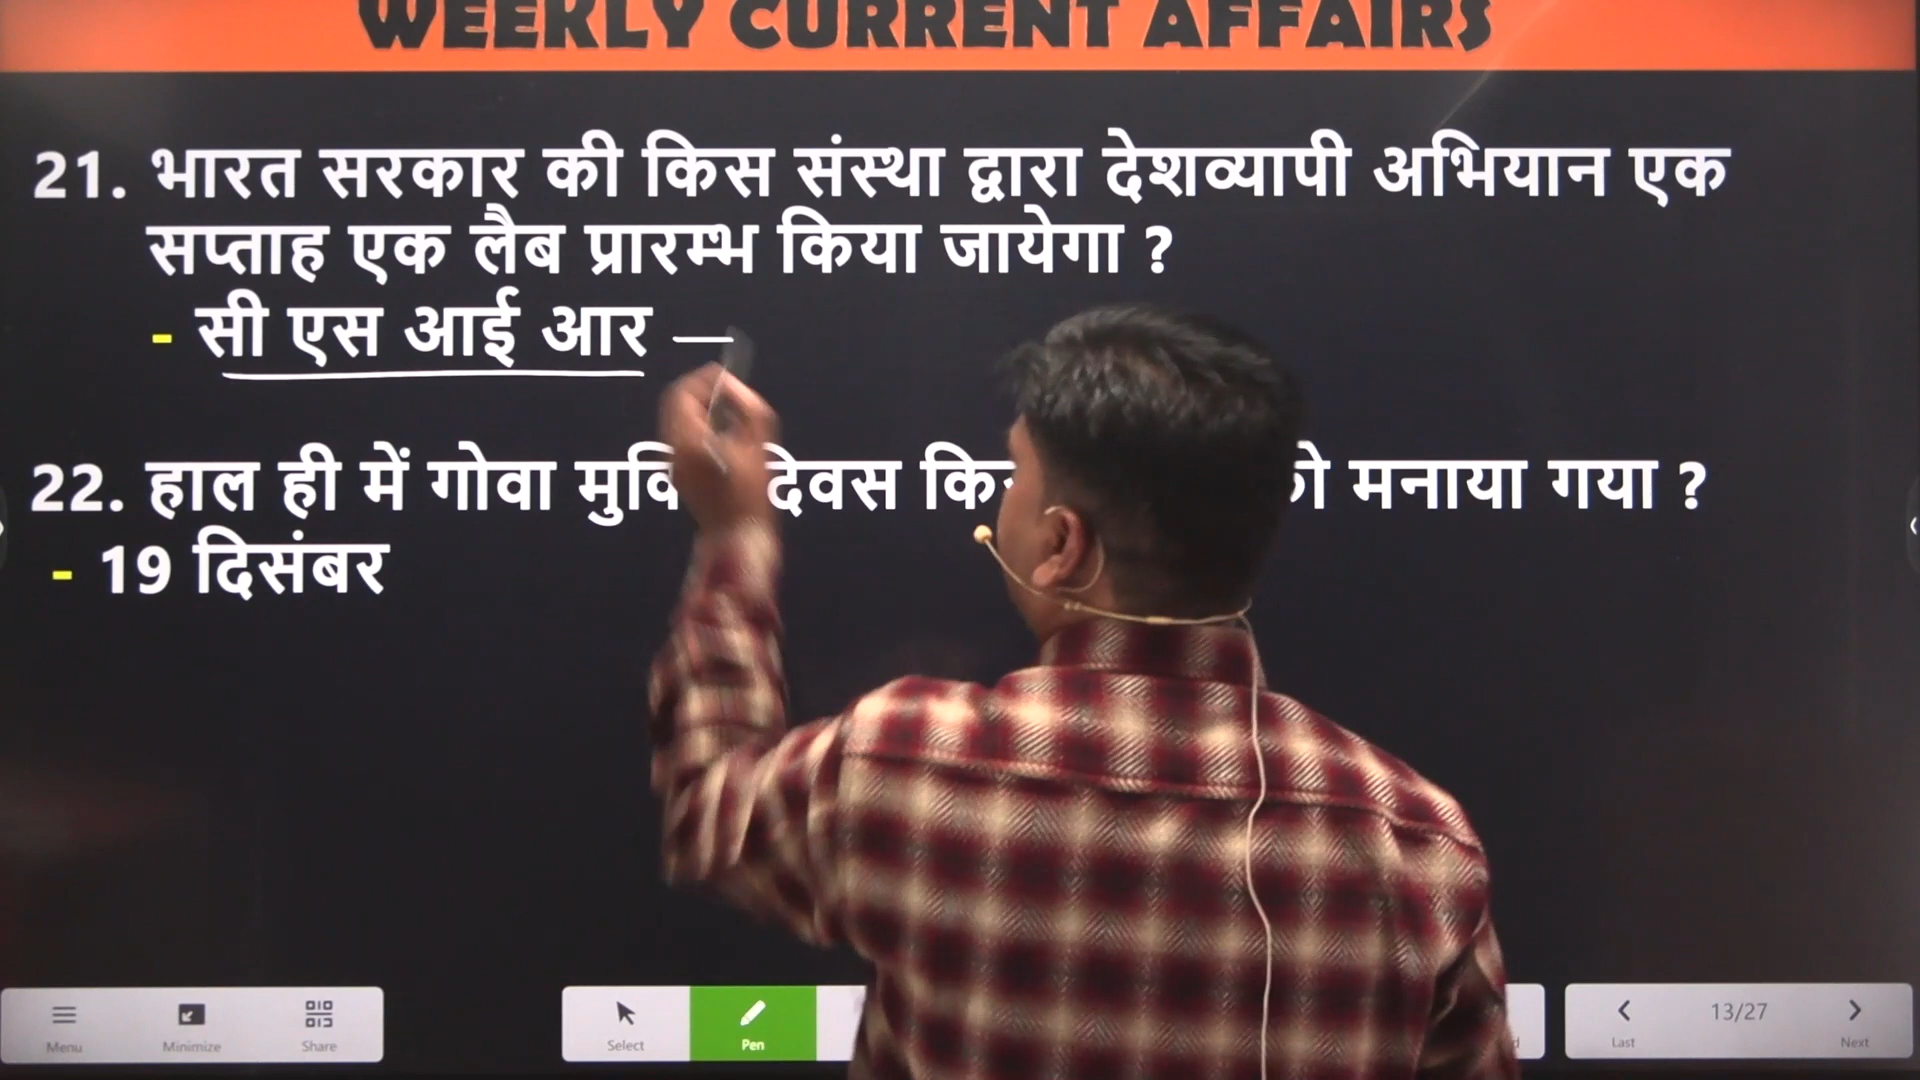 WEEKLY CURRENT AFFAIRS
21. भारत सरकार की किस संस्था द्वारा देशव्यापी अभियान एक
सप्ताह एक लैब प्रारम्भ किया जायेगा ?
- सी एस आई आर —
22. हाल ही में गोवा दिवस मनाया गया ?
- 19 दिसंबर
Menu Minimize Share Select Pen Last 13/27 Next